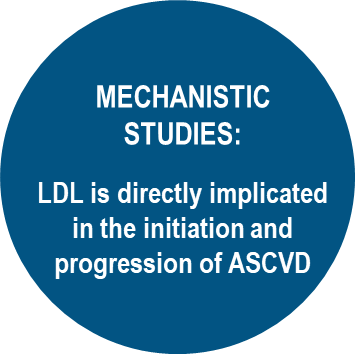 MECHANISTIC
STUDIES:
LDL is directly implicated
in the initiation and
progression of ASCVD